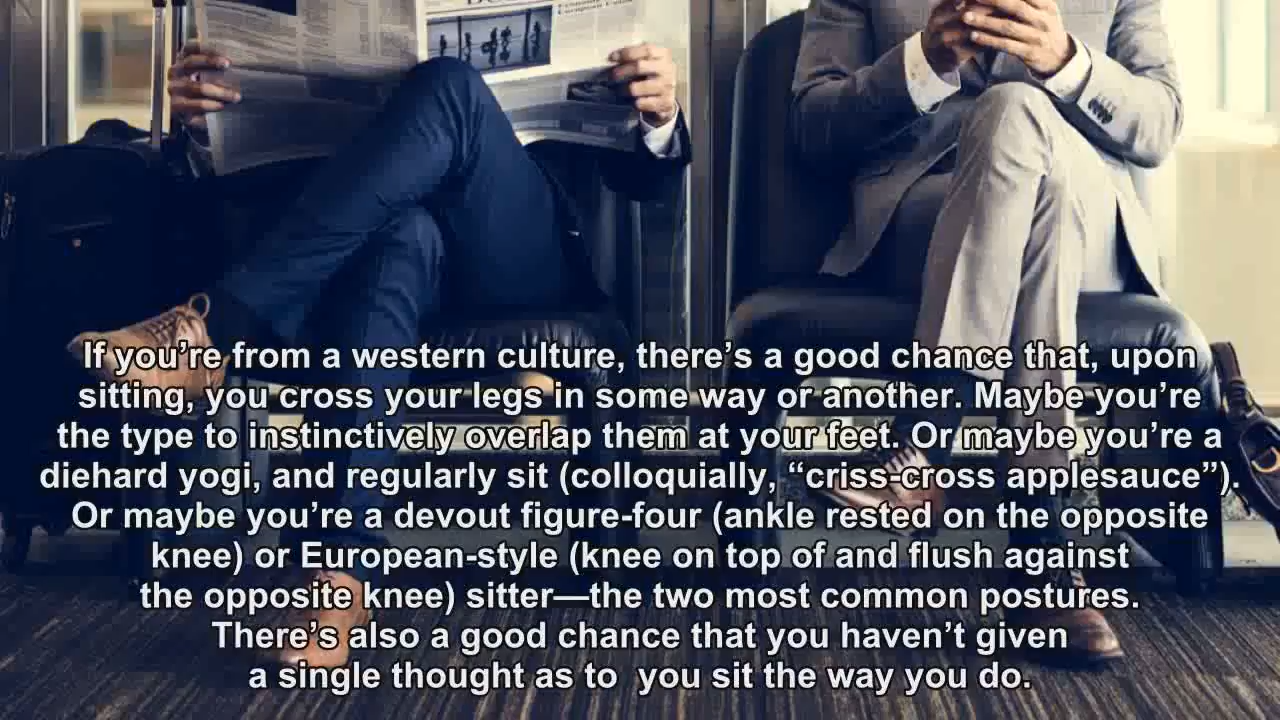 If you’re from a western culture, there’s a good chance that, upon
sitting, you cross your legs in some way or another. Maybe you’re
the type to instinctively overlap them at your feet. Or maybe you’re a
diehard yogi, and regularly sit (colloquially, “criss-cross applesauce”).
Or maybe you’re a devout figure-four (ankle rested on the opposite
knee) or European-style (knee on top of and flush against
the opposite knee) sitter—the two most common postures.
There’s also a good chance that you haven’t given
a single thought as to  you sit the way you do.